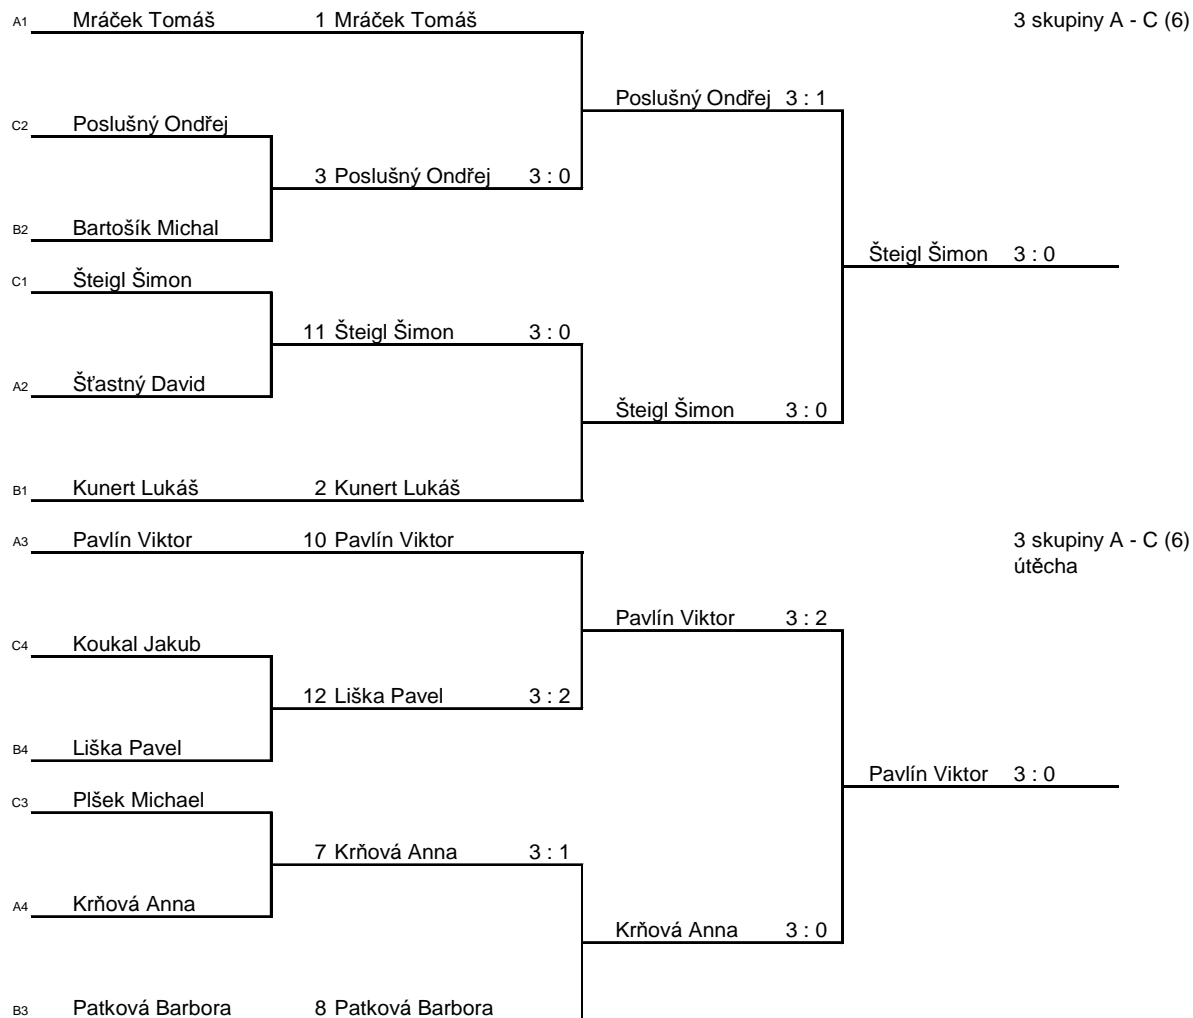 A1 Mráček Tomáš 1 Mráček Tomáš 3 skupiny A - C (6)
Poslušný Ondřej 3 : 1
C2 Poslušný Ondřej
3 Poslušný Ondřej 3 : 0
B2 Bartošík Michal
Šteigl Šimon 3 : 0
C1 Šteigl Šimon
11 Šteigl Šimon 3 : 0
A2 Šťastný David
Šteigl Šimon 3 : 0
B1 Kunert Lukáš 2 Kunert Lukáš
A3 Pavlín Viktor 10 Pavlín Viktor 3 skupiny A - C (6)
útěcha
Pavlín Viktor 3 : 2
C4 Koukal Jakub
12 Liška Pavel 3 : 2
B4 Liška Pavel
Pavlín Viktor 3 : 0
C3 Plšek Michael
7 Krňová Anna 3 : 1
A4 Krňová Anna
Krňová Anna 3 : 0
B3 Patková Barbora 8 Patková Barbora